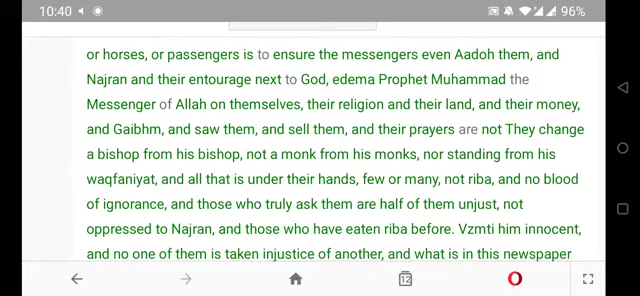 10:40
96%
or horses, or passengers is to ensure the messengers even Aadoh them, and
Najran and their entourage next to God, edema Prophet Muhammad the
Messenger of Allah on themselves, their religion and their land, and their money,
and Gaibhm, and saw them, and sell them, and their prayers are not They change
a bishop from his bishop, not a monk from his monks, nor standing from his
waqfaniyat, and all that is under their hands, few or many, not riba, and no blood
of ignorance, and those who truly ask them are half of them unjust, not
oppressed to Najran, and those who have eaten riba before. Vzmti him innocent,
and no one of them is taken injustice of another, and what is in this newspaper
12